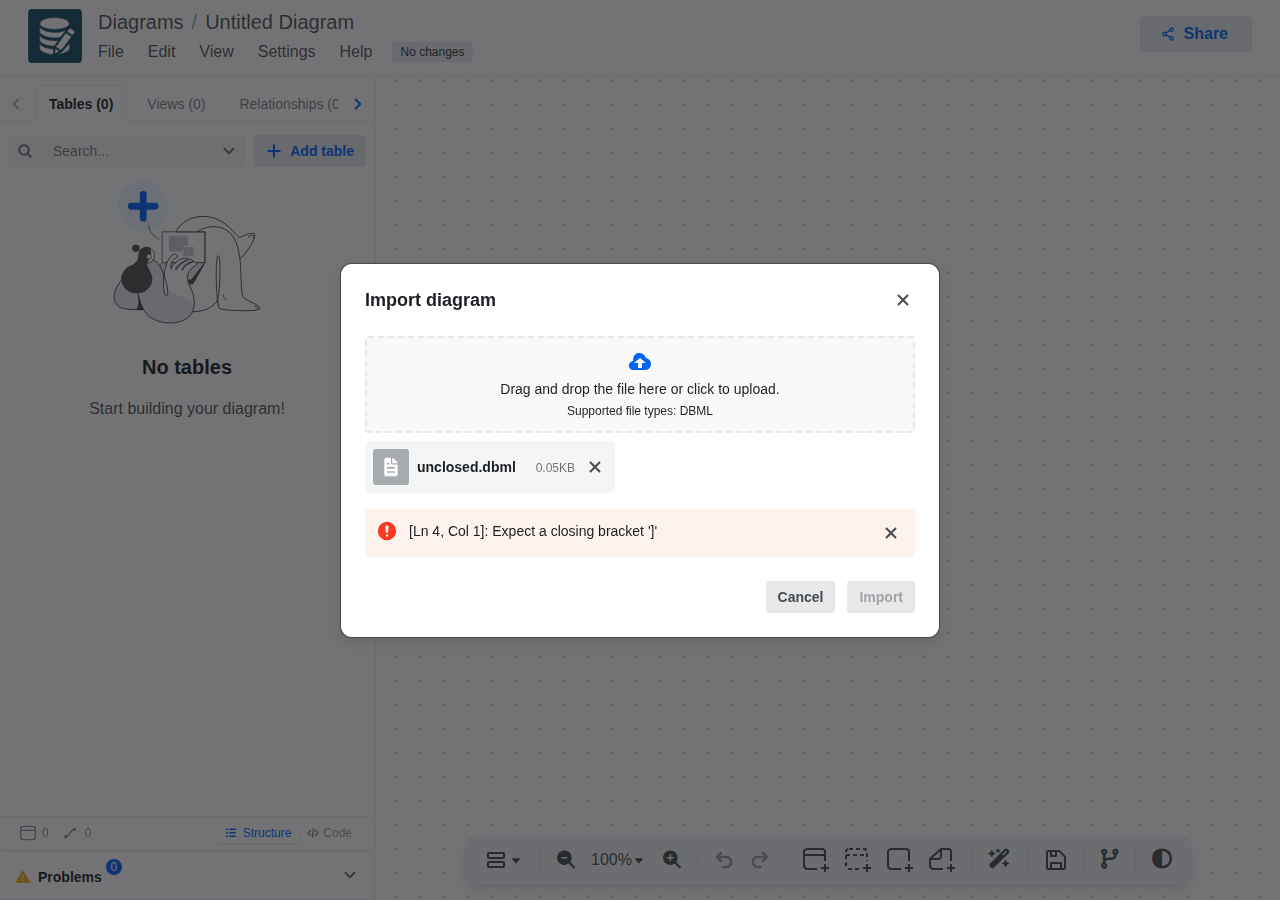 Diagrams / Untitled Diagram
File Edit View Settings Help No changes
Share
Tables (0) Views (0) Relationships (0
Search...
Add table
No tables
Start building your diagram!
Import diagram
Drag and drop the file here or click to upload.
Supported file types: DBML
unclosed.dbml 0.05KB
[Ln 4, Col 1]: Expect a closing bracket ']'
Cancel Import
0 0 Structure Code
Problems 0
100%